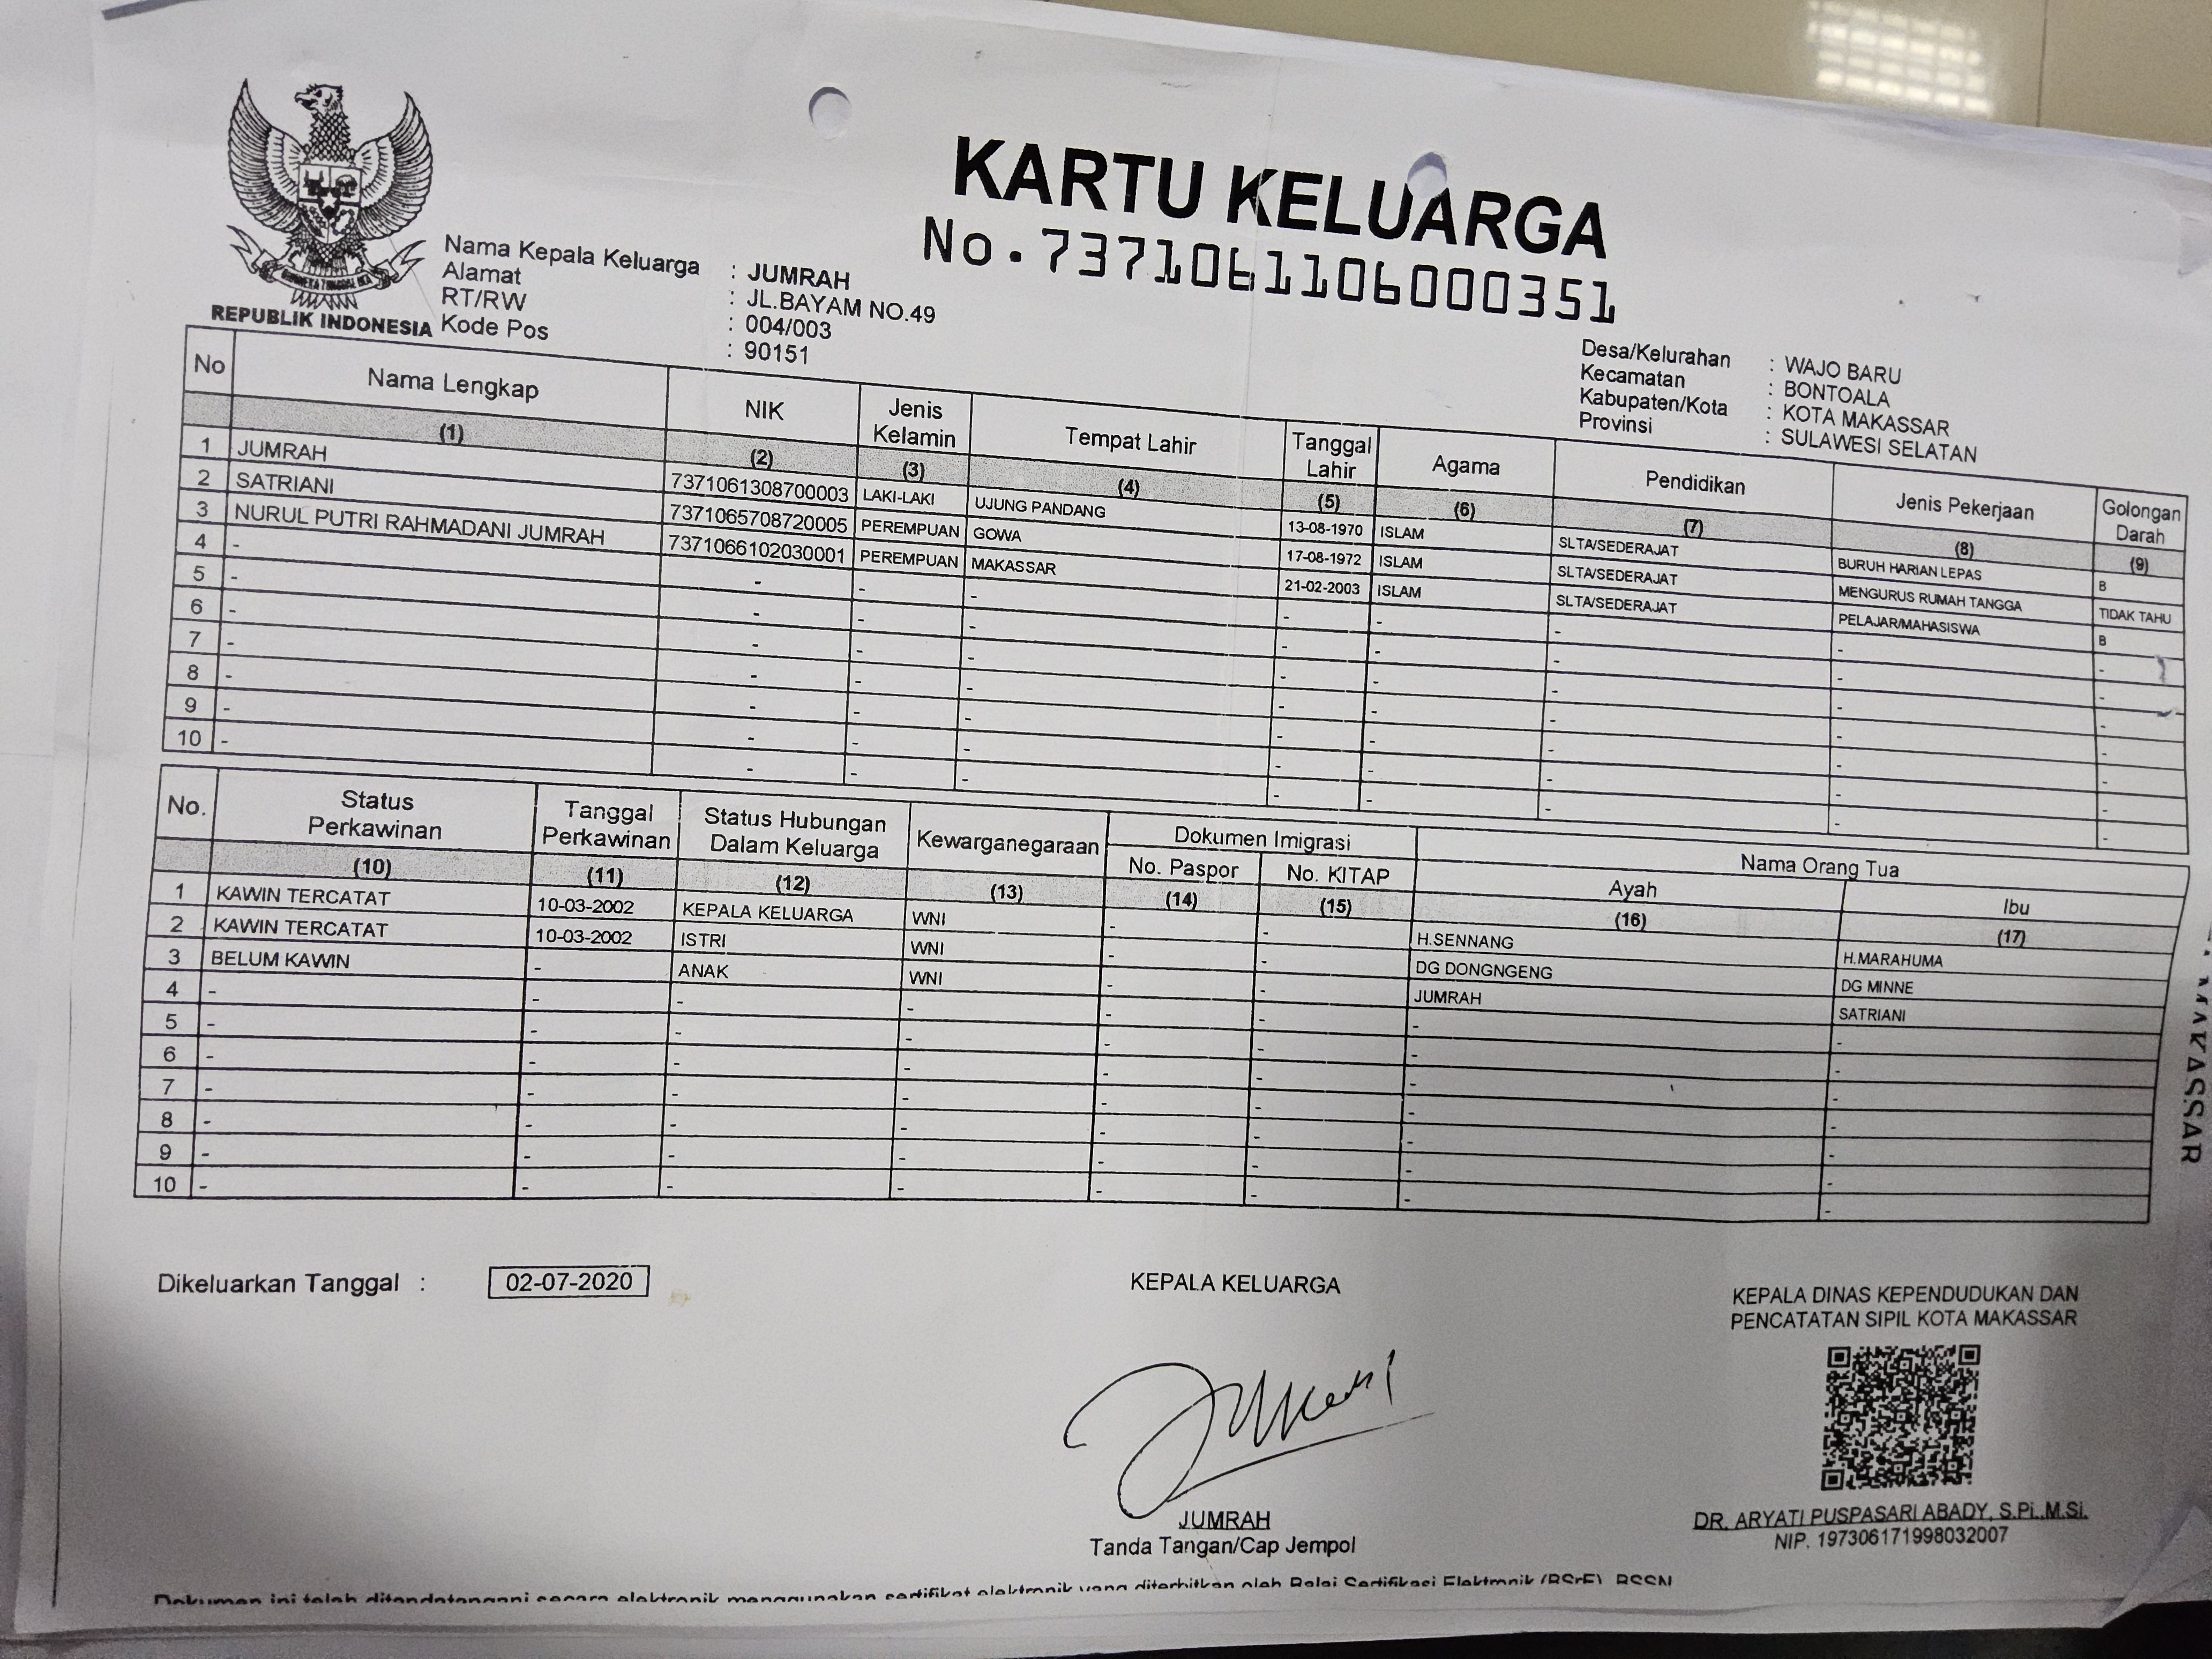 KARTU KELUARGA
No.7371061106000351
REPUBLIK INDONESIA
Nama Kepala Keluarga : JUMRAH
Alamat : JL.BAYAM NO.49
RT/RW : 004/003
Kode Pos : 90151
Desa/Kelurahan : WAJO BARU
Kecamatan : BONTOALA
Kabupaten/Kota : KOTA MAKASSAR
Provinsi : SULAWESI SELATAN
No Nama Lengkap NIK Jenis Kelamin Tempat Lahir Tanggal Lahir Agama Pendidikan Jenis Pekerjaan Golongan Darah
(1) (2) (3) (4) (5) (6) (7) (8) (9)
1 JUMRAH 7371061308700003 LAKI-LAKI UJUNG PANDANG 13-08-1970 ISLAM SLTA/SEDERAJAT BURUH HARIAN LEPAS B
2 SATRIANI 7371065708720005 PEREMPUAN GOWA 17-08-1972 ISLAM SLTA/SEDERAJAT MENGURUS RUMAH TANGGA TIDAK TAHU
3 NURUL PUTRI RAHMADANI JUMRAH 7371066102030001 PEREMPUAN MAKASSAR 21-02-2003 ISLAM SLTA/SEDERAJAT PELAJAR/MAHASISWA B
4 - - - - - - - - -
5 - - - - - - - - -
6 - - - - - - - - -
7 - - - - - - - - -
8 - - - - - - - - -
9 - - - - - - - - -
10 - - - - - - - - -
No. Status Perkawinan Tanggal Perkawinan Status Hubungan Dalam Keluarga Kewarganegaraan Dokumen Imigrasi Nama Orang Tua
No. Paspor No. KITAP Ayah Ibu
(10) (11) (12) (13) (14) (15) (16) (17)
1 KAWIN TERCATAT 10-03-2002 KEPALA KELUARGA WNI - - H.SENNANG H.MARAHUMA
2 KAWIN TERCATAT 10-03-2002 ISTRI WNI - - DG DONGNGENG DG MINNE
3 BELUM KAWIN - ANAK WNI - - JUMRAH SATRIANI
4 - - - - - - - -
5 - - - - - - - -
6 - - - - - - - -
7 - - - - - - - -
8 - - - - - - - -
9 - - - - - - - -
10 - - - - - - - -
Dikeluarkan Tanggal : 02-07-2020
KEPALA KELUARGA
JUMRAH
Tanda Tangan/Cap Jempol
KEPALA DINAS KEPENDUDUKAN DAN
PENCATATAN SIPIL KOTA MAKASSAR
DR. ARYATI PUSPASARI ABADY, S.Pi.,M.Si.
NIP. 197306171998032007
Dokumen ini telah ditandatangani secara elektronik menggunakan sertifikat elektronik yang diterbitkan oleh Balai Sertifikasi Elektronik (BSrE), BSSN
MAKASSAR